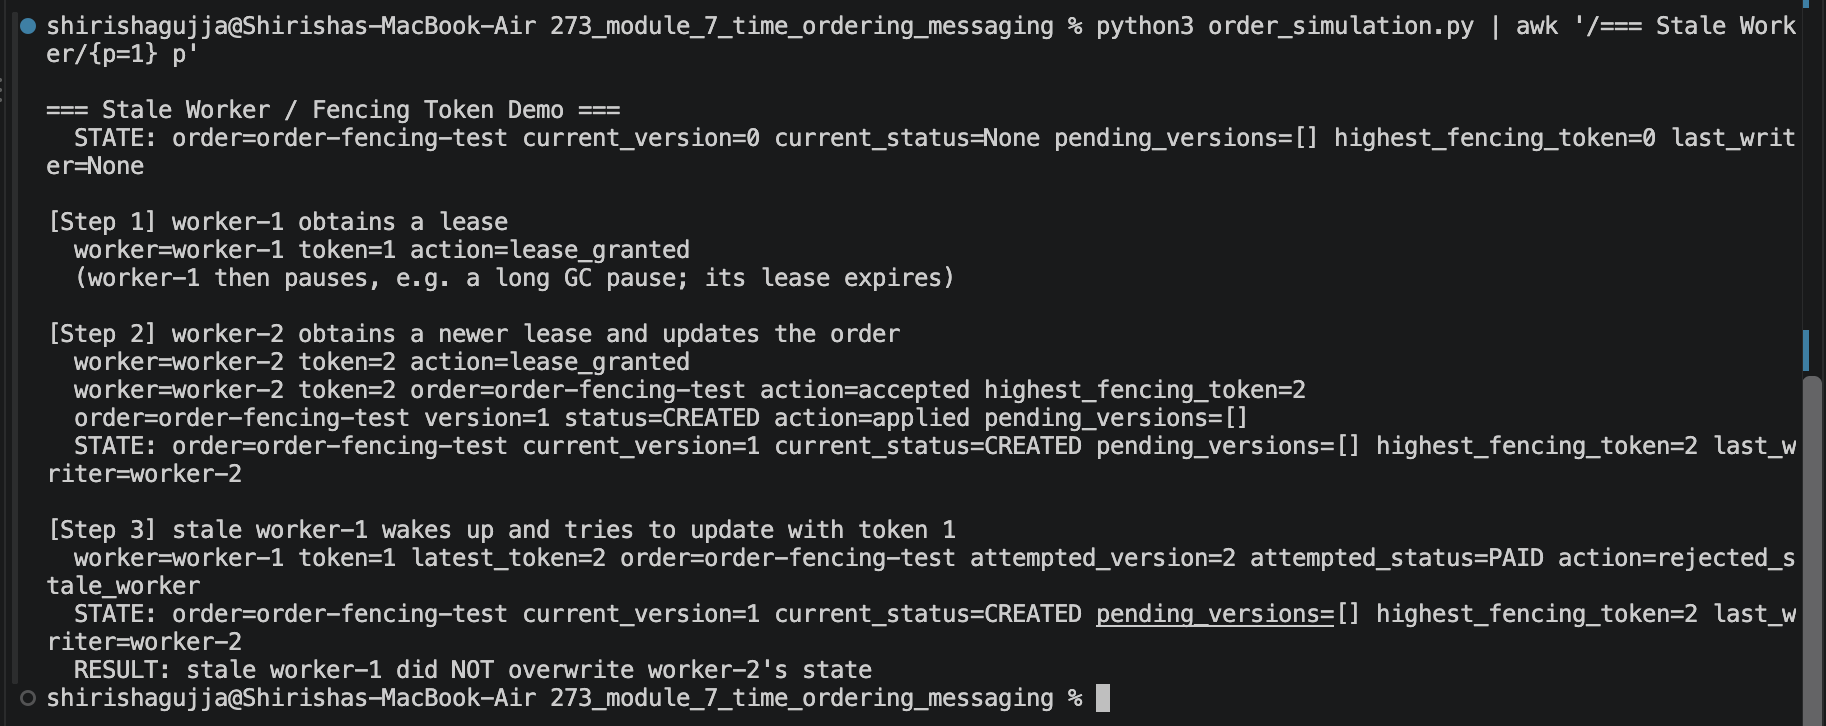 shirishagujja@Shirishas-MacBook-Air 273_module_7_time_ordering_messaging % python3 order_simulation.py | awk '/=== Stale Work
er/{p=1} p'
=== Stale Worker / Fencing Token Demo ===
STATE: order=order-fencing-test current_version=0 current_status=None pending_versions=[] highest_fencing_token=0 last_writ
er=None
[Step 1] worker-1 obtains a lease
worker=worker-1 token=1 action=lease_granted
(worker-1 then pauses, e.g. a long GC pause; its lease expires)
[Step 2] worker-2 obtains a newer lease and updates the order
worker=worker-2 token=2 action=lease_granted
worker=worker-2 token=2 order=order-fencing-test action=accepted highest_fencing_token=2
order=order-fencing-test version=1 status=CREATED action=applied pending_versions=[]
STATE: order=order-fencing-test current_version=1 current_status=CREATED pending_versions=[] highest_fencing_token=2 last_w
riter=worker-2
[Step 3] stale worker-1 wakes up and tries to update with token 1
worker=worker-1 token=1 latest_token=2 order=order-fencing-test attempted_version=2 attempted_status=PAID action=rejected_s
tale_worker
STATE: order=order-fencing-test current_version=1 current_status=CREATED pending_versions=[] highest_fencing_token=2 last_w
riter=worker-2
RESULT: stale worker-1 did NOT overwrite worker-2's state
shirishagujja@Shirishas-MacBook-Air 273_module_7_time_ordering_messaging %